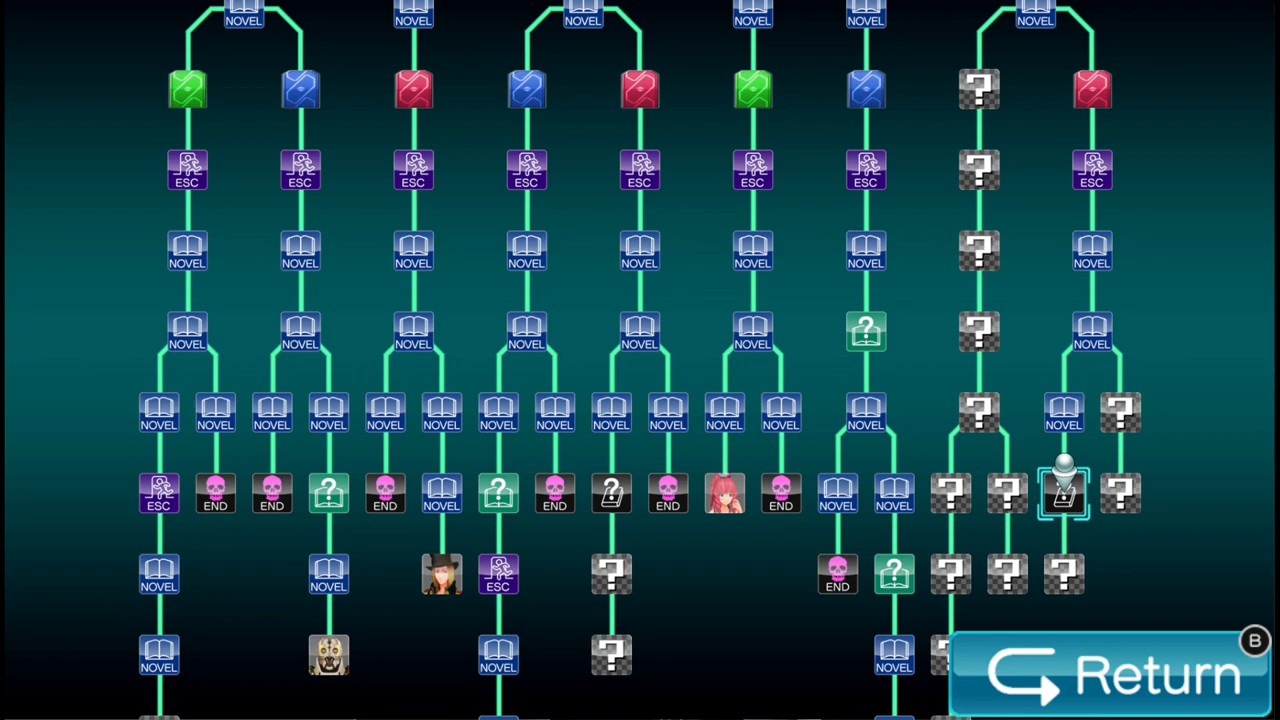 NOVEL NOVEL NOVEL NOVEL NOVEL NOVEL
?
ESC ESC ESC ESC ESC ESC ESC ? ESC
NOVEL NOVEL NOVEL NOVEL NOVEL NOVEL NOVEL ? NOVEL
NOVEL NOVEL NOVEL NOVEL NOVEL NOVEL ? ? NOVEL
NOVEL NOVEL NOVEL NOVEL NOVEL NOVEL NOVEL NOVEL NOVEL NOVEL NOVEL NOVEL NOVEL ? NOVEL ?
ESC END END ? END NOVEL ? END ? END END NOVEL NOVEL ? ? ?
NOVEL NOVEL ESC ? END ? ? ? ?
NOVEL NOVEL ? NOVEL ?
B
Return